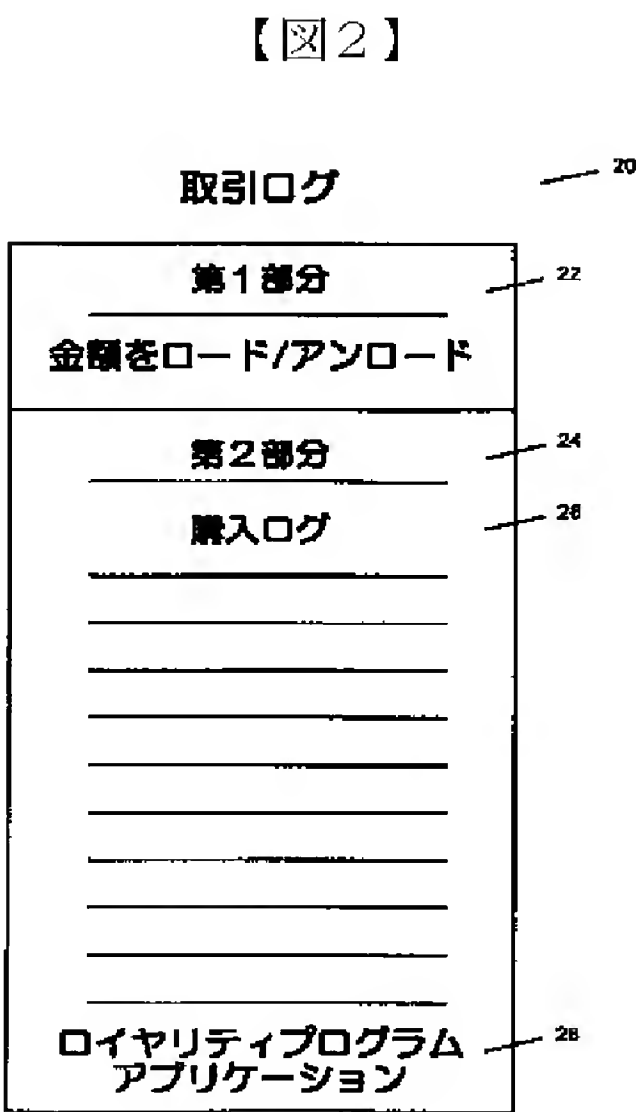 【図２】
取引ログ 20
第１部分 22
金額をロード/アンロード
第２部分 24
購入ログ 26
ロイヤリティプログラム 28
アプリケーション